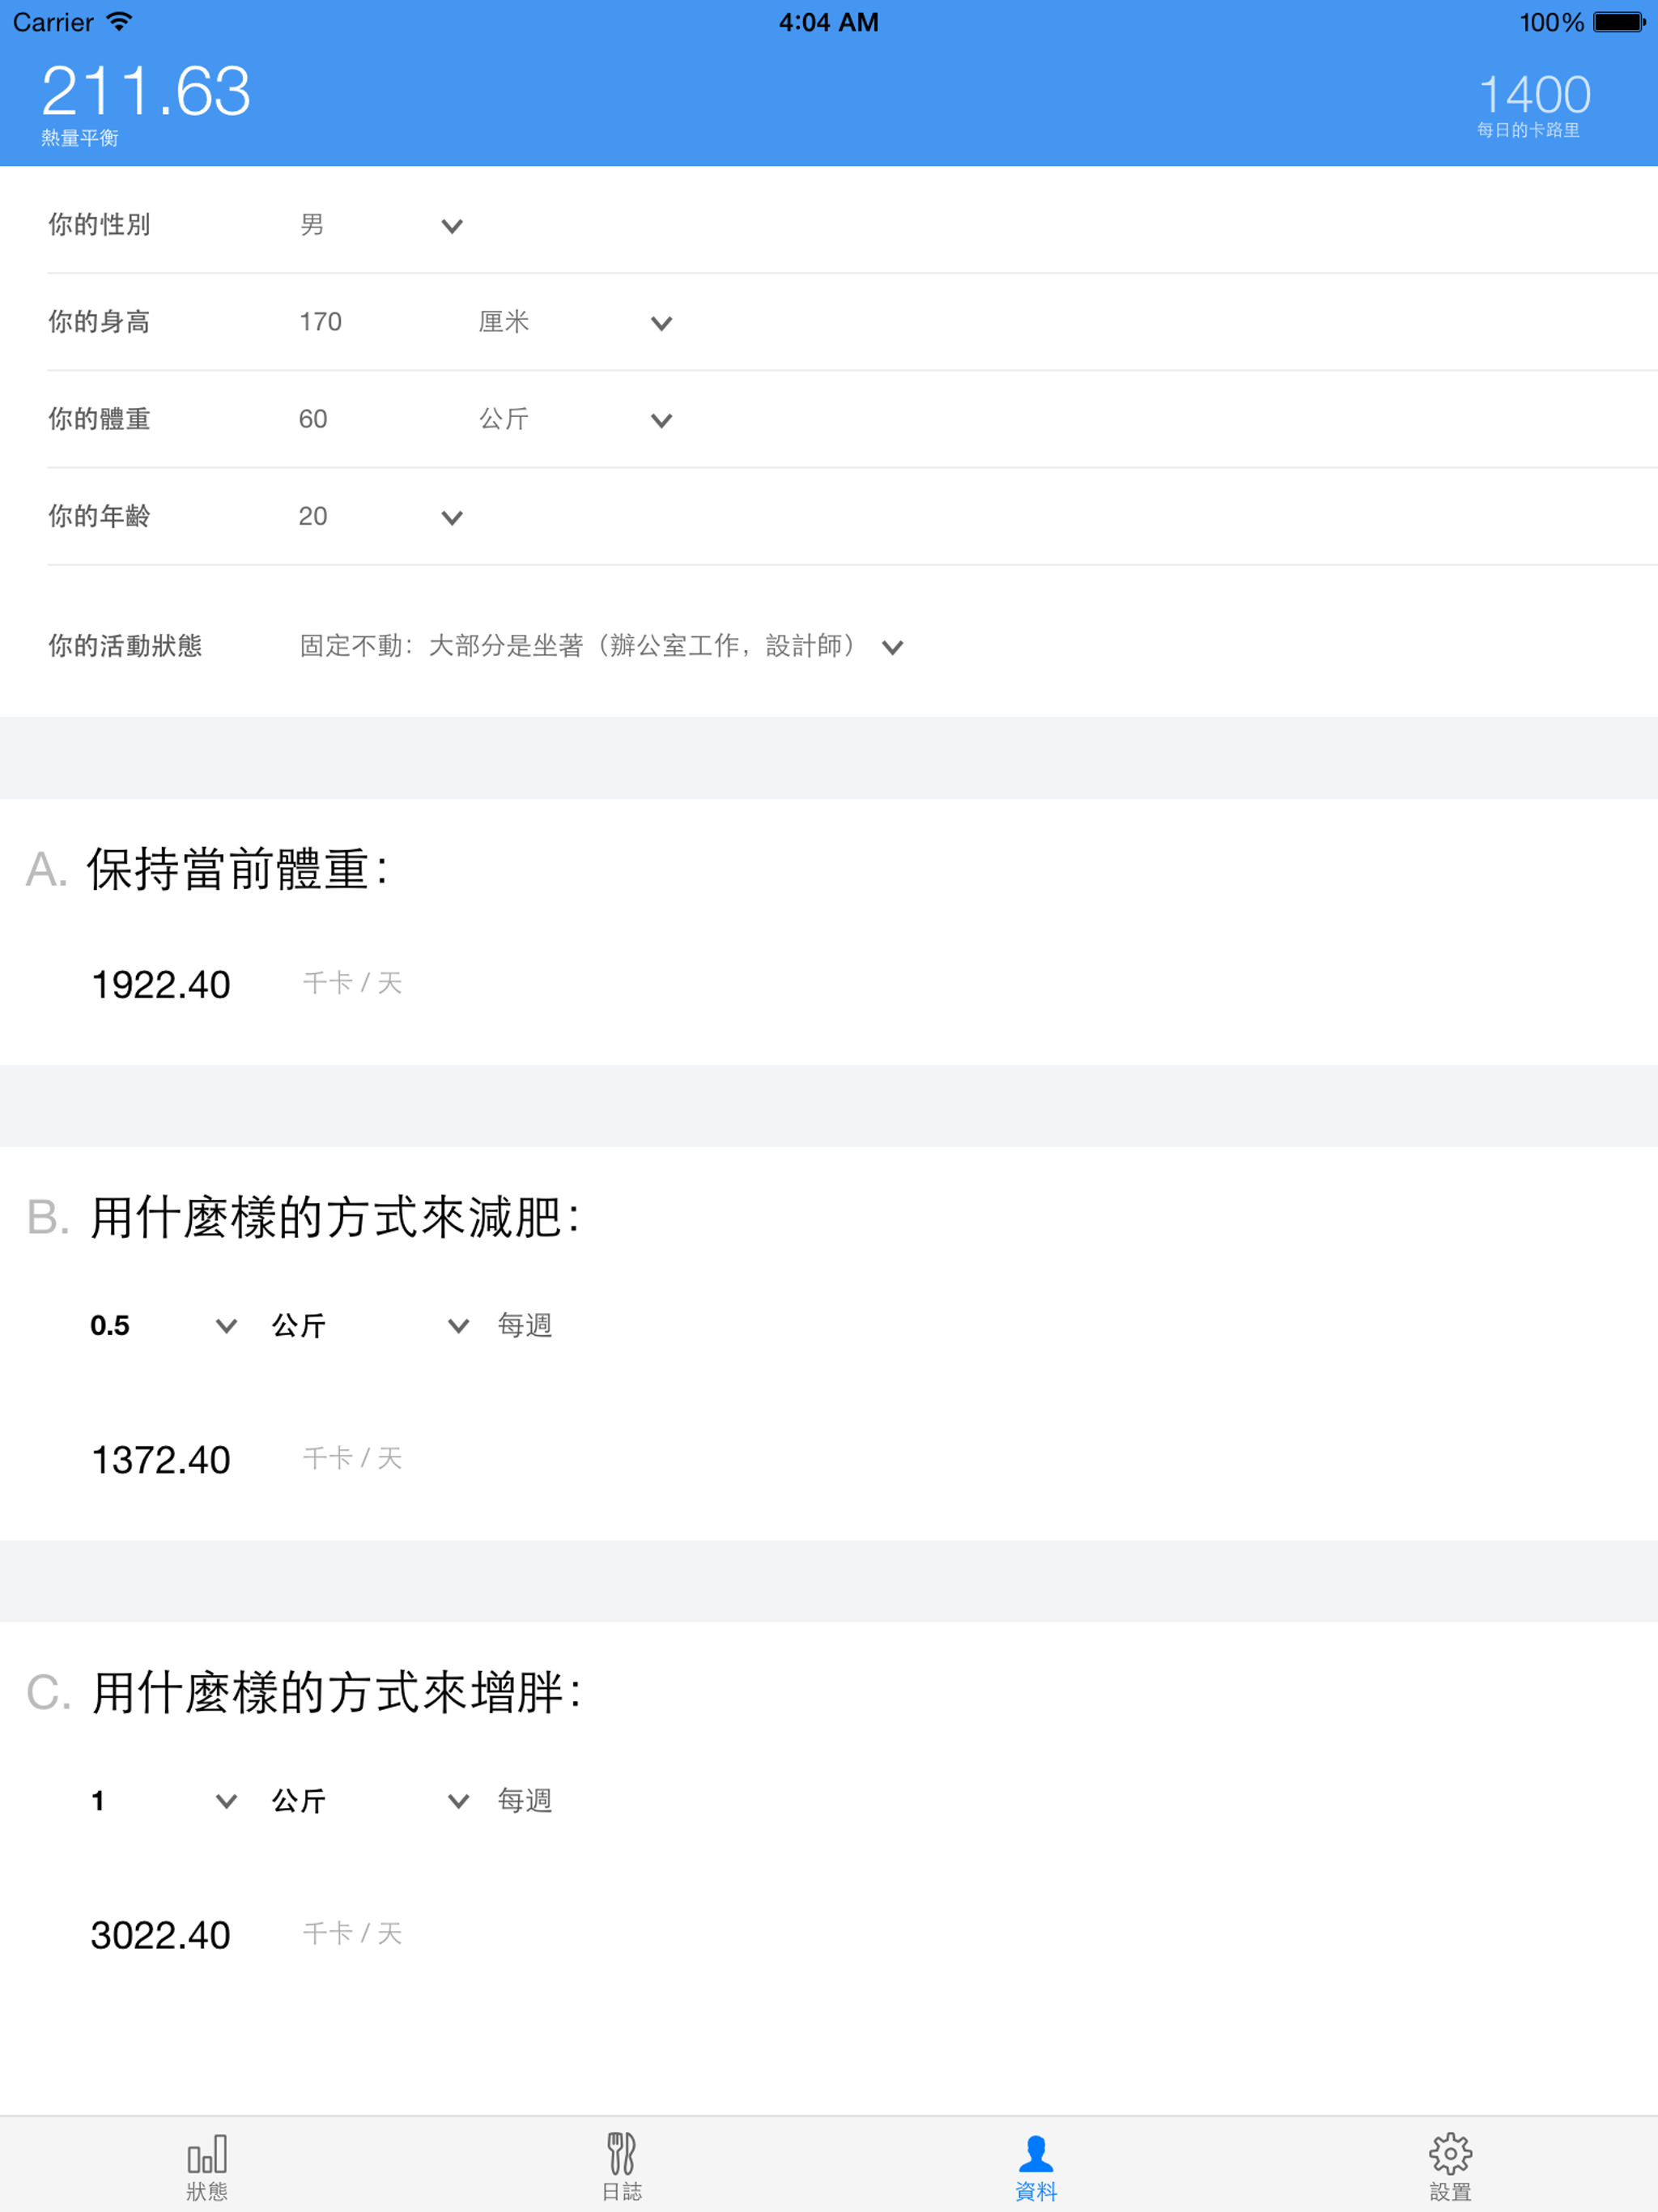 Carrier 4:04 AM 100%
211.63 1400
熱量平衡 每日的卡路里
你的性別 男
你的身高 170 厘米
你的體重 60 公斤
你的年齡 20
你的活動狀態 固定不動：大部分是坐著（辦公室工作，設計師）
A. 保持當前體重：
1922.40 千卡 / 天
B. 用什麼樣的方式來減肥：
0.5 公斤 每週
1372.40 千卡 / 天
C. 用什麼樣的方式來增胖：
1 公斤 每週
3022.40 千卡 / 天
狀態 日誌 資料 設置